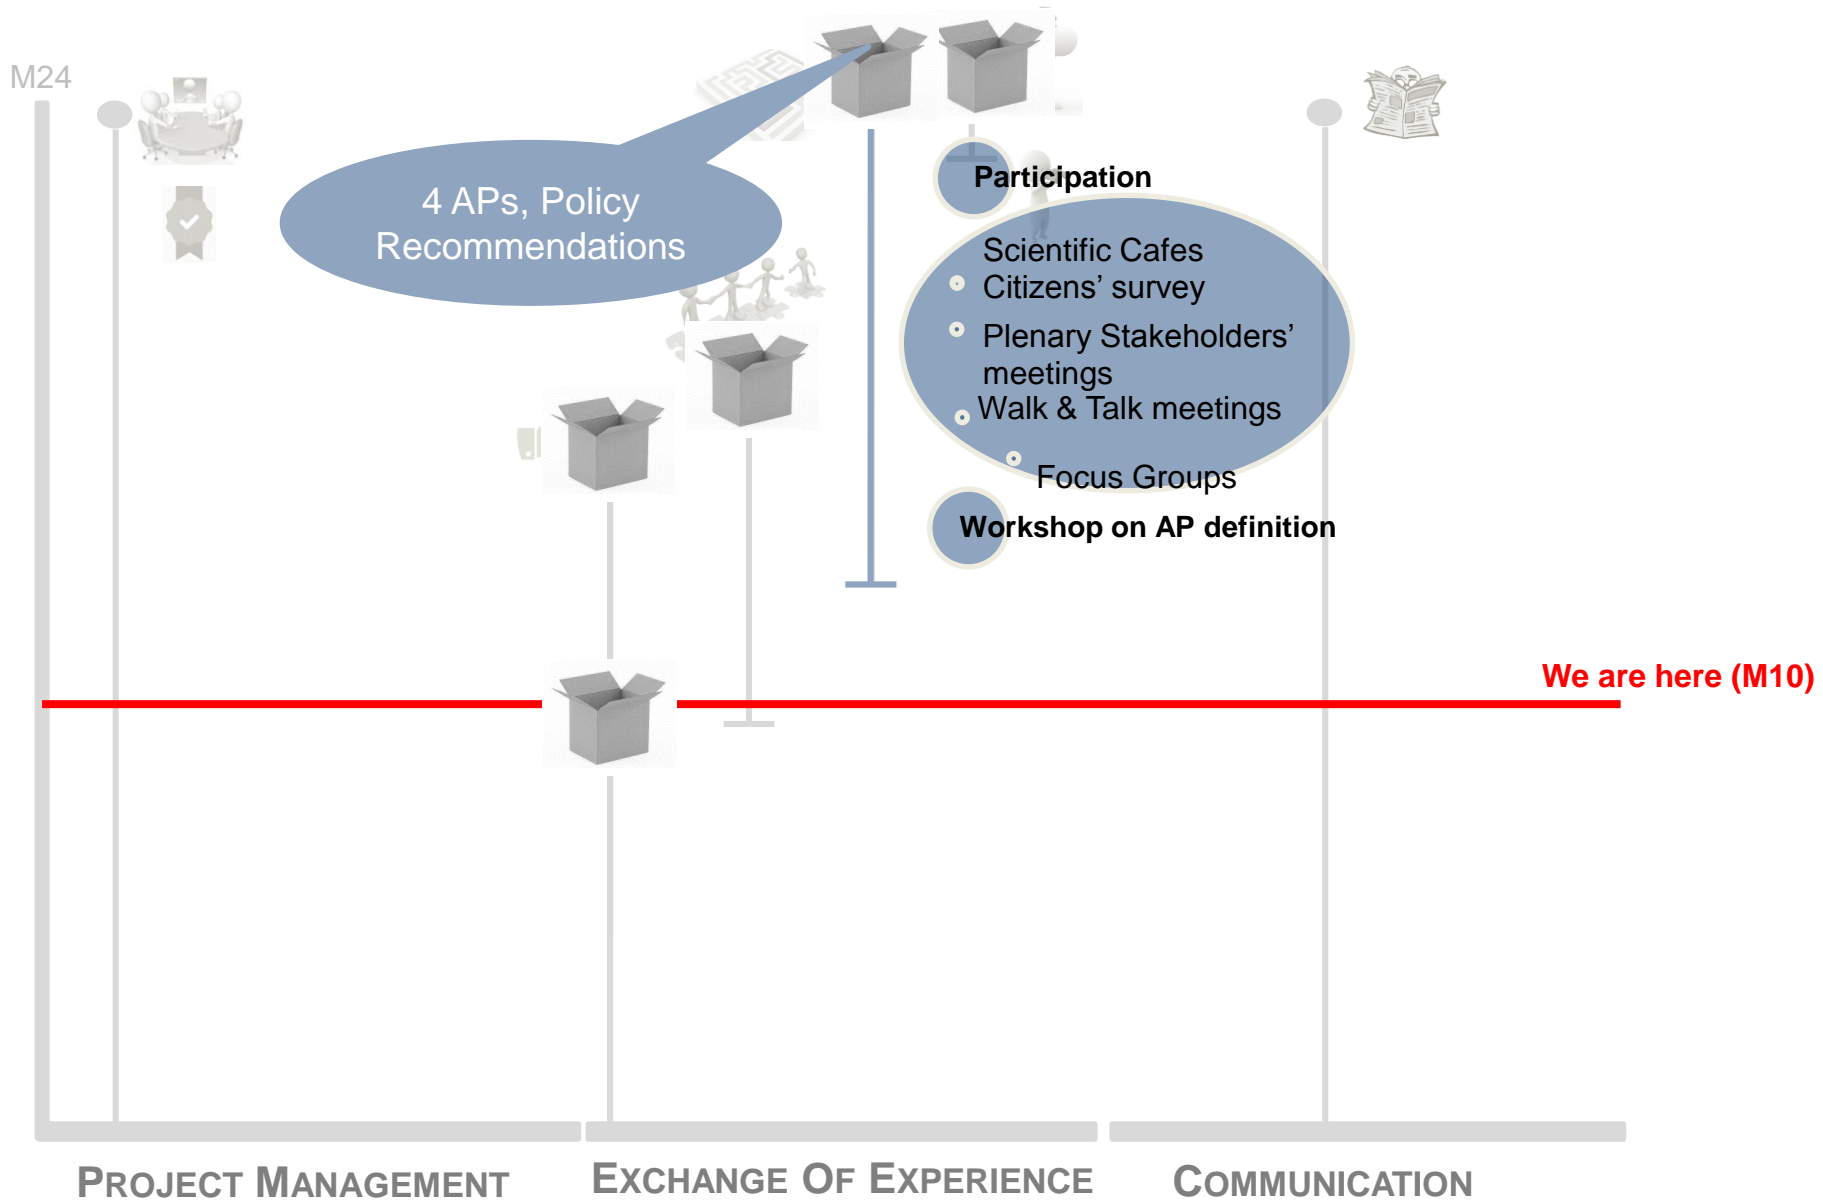 M24
4 APs, Policy
Recommendations
Participation
Scientific Cafes
Citizens’ survey
Plenary Stakeholders’
meetings
Walk & Talk meetings
Focus Groups
Workshop on AP definition
We are here (M10)
PROJECT MANAGEMENT
EXCHANGE OF EXPERIENCE
COMMUNICATION